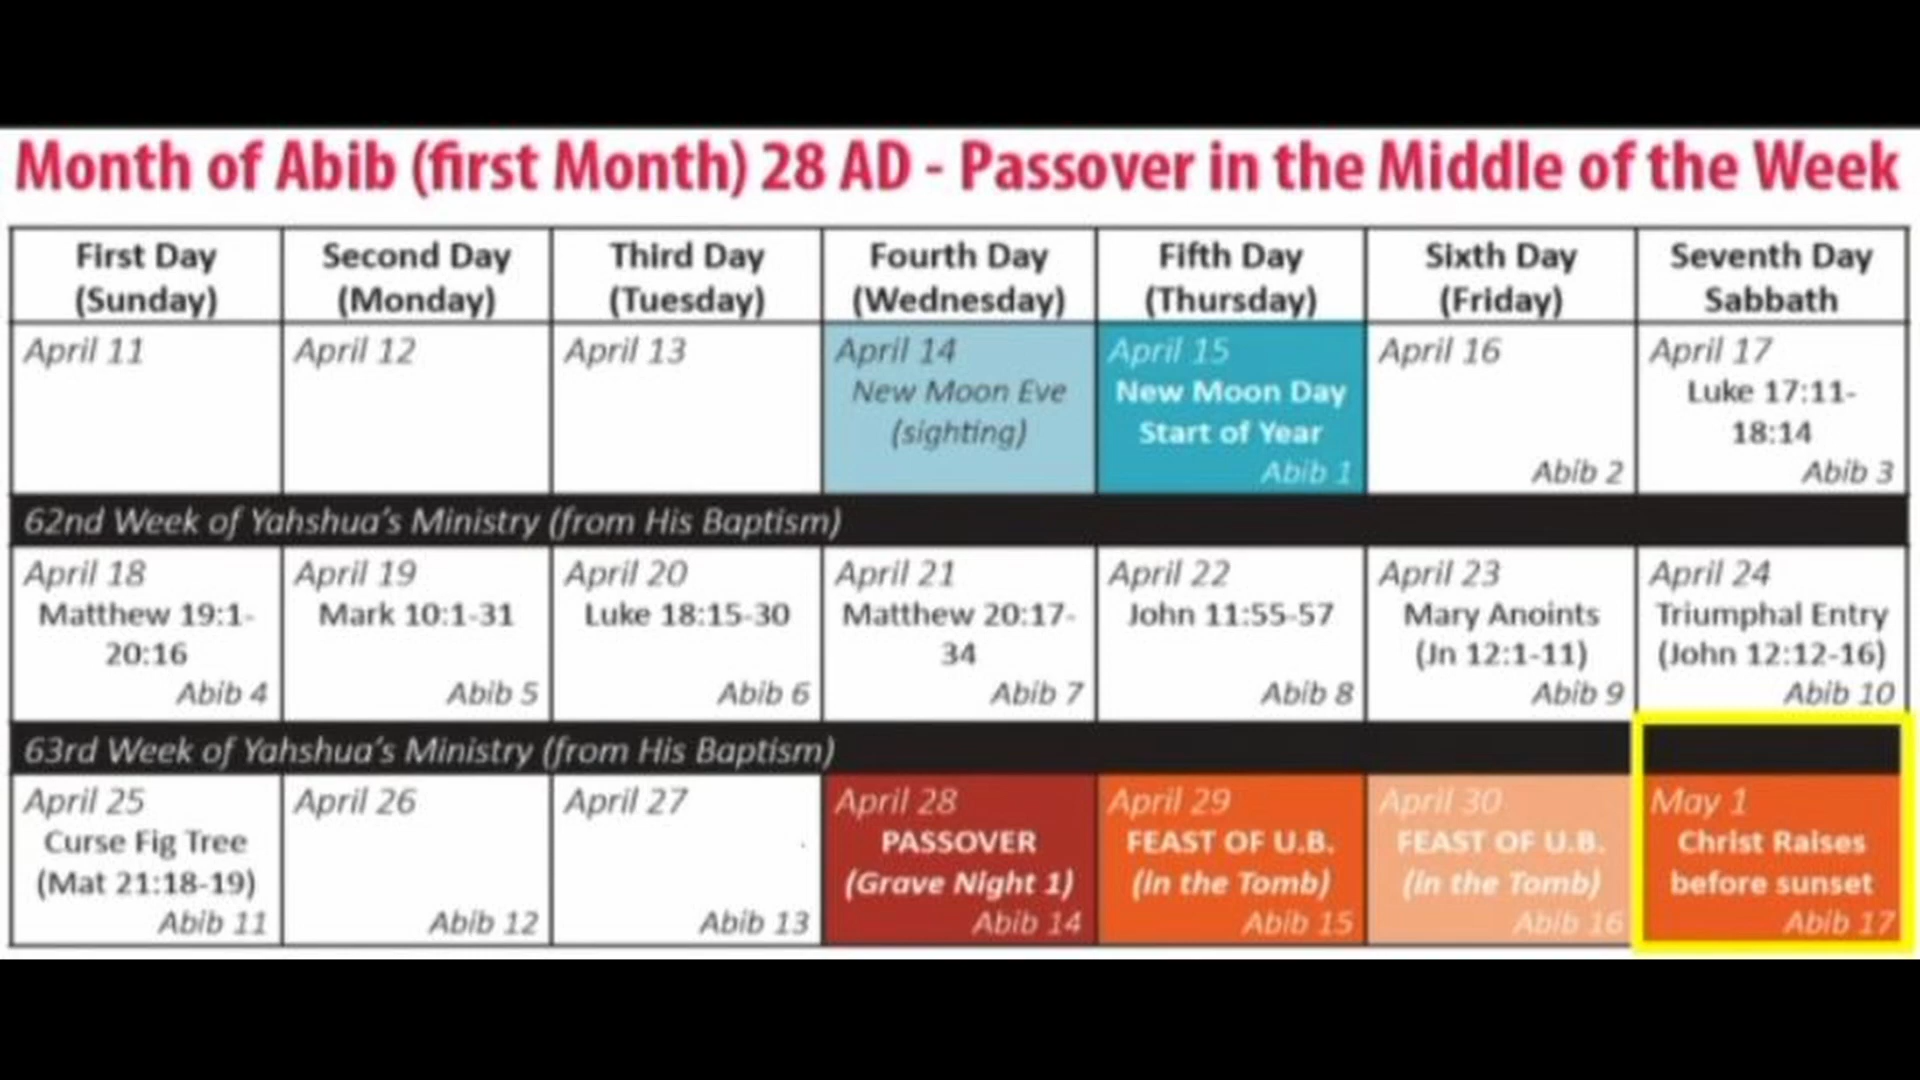 Month of Abib (first Month) 28 AD - Passover in the Middle of the Week
First Day
(Sunday)
Second Day
(Monday)
Third Day
(Tuesday)
Fourth Day
(Wednesday)
Fifth Day
(Thursday)
Sixth Day
(Friday)
Seventh Day
Sabbath
April 11
April 12
April 13
April 14
New Moon Eve
(sighting)
April 15
New Moon Day
Start of Year
Abib 1
April 16
Abib 2
April 17
Luke 17:11-
18:14
Abib 3
62nd Week of Yahshua's Ministry (from His Baptism)
April 18
Matthew 19:1-
20:16
Abib 4
April 19
Mark 10:1-31
Abib 5
April 20
Luke 18:15-30
Abib 6
April 21
Matthew 20:17-
34
Abib 7
April 22
John 11:55-57
Abib 8
April 23
Mary Anoints
(Jn 12:1-11)
Abib 9
April 24
Triumphal Entry
(John 12:12-16)
Abib 10
63rd Week of Yahshua's Ministry (from His Baptism)
April 25
Curse Fig Tree
(Mat 21:18-19)
Abib 11
April 26
Abib 12
April 27
Abib 13
April 28
PASSOVER
(Grave Night 1)
Abib 14
April 29
FEAST OF U.B.
(In the Tomb)
Abib 15
April 30
FEAST OF U.B.
(In the Tomb)
Abib 16
May 1
Christ Raises
before sunset
Abib 17